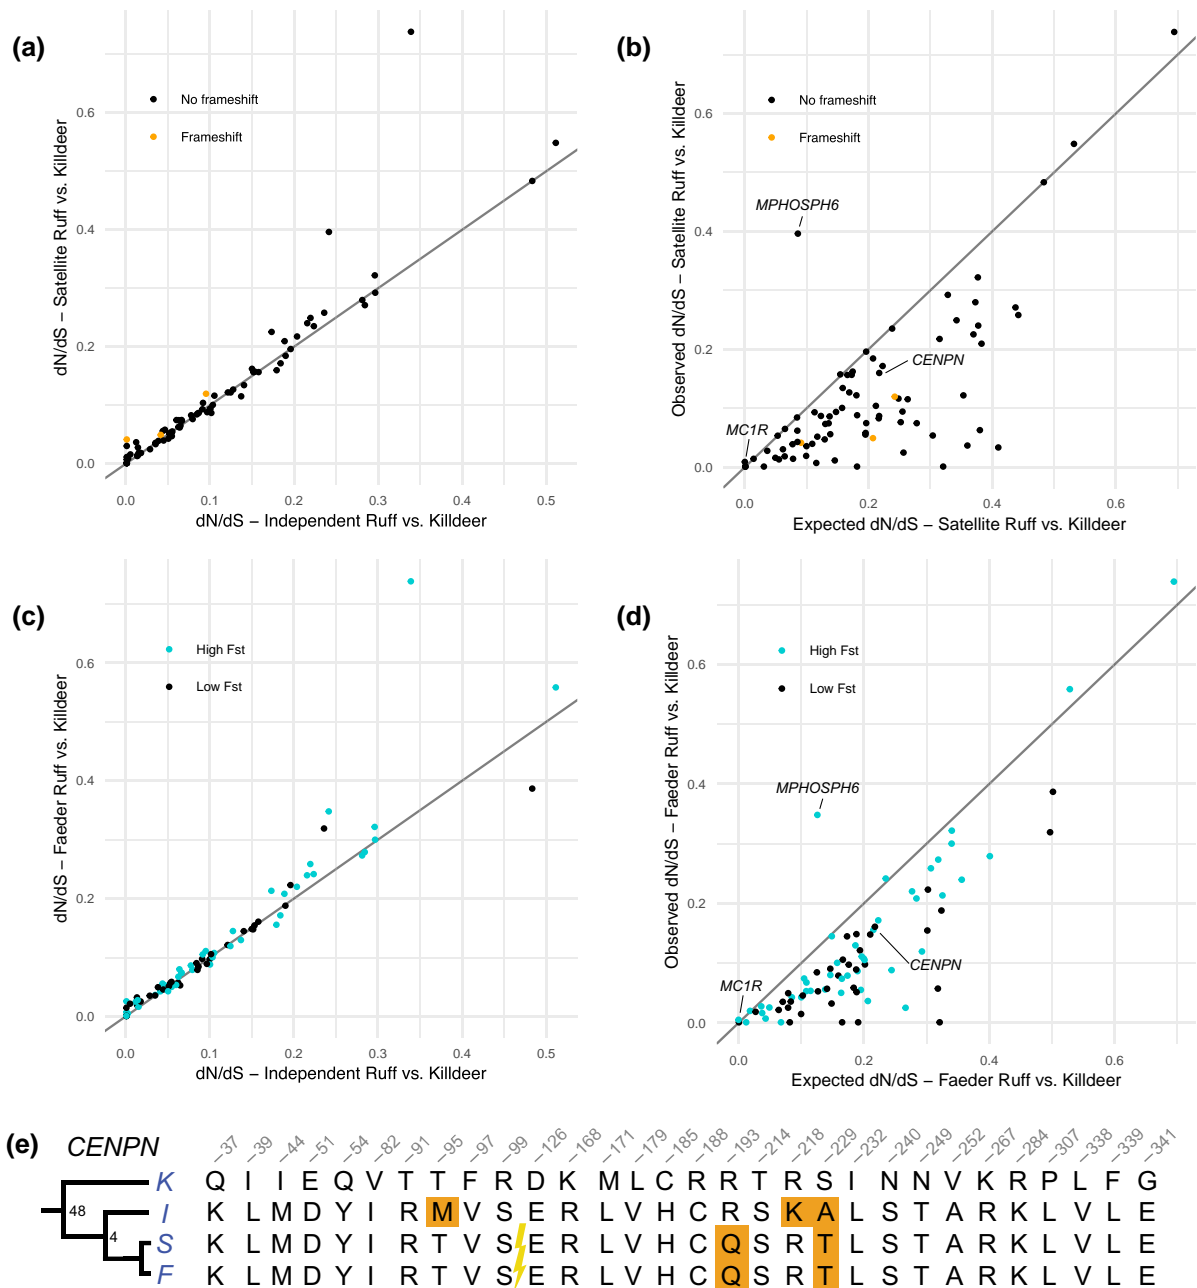 (a)
dN/dS – Satellite Ruff vs. Killdeer
0.6
0.4
0.2
0.0
No frameshift
Frameshift
0.0 0.1 0.2 0.3 0.4 0.5
dN/dS – Independent Ruff vs. Killdeer
(b)
Observed dN/dS – Satellite Ruff vs. Killdeer
0.6
0.4
0.2
0.0
No frameshift
Frameshift
MPHOSPH6
CENPN
MC1R
0.0 0.2 0.4 0.6
Expected dN/dS – Satellite Ruff vs. Killdeer
(c)
dN/dS – Faeder Ruff vs. Killdeer
0.6
0.4
0.2
0.0
High Fst
Low Fst
0.0 0.1 0.2 0.3 0.4 0.5
dN/dS – Independent Ruff vs. Killdeer
(d)
Observed dN/dS – Faeder Ruff vs. Killdeer
0.6
0.4
0.2
0.0
High Fst
Low Fst
MPHOSPH6
CENPN
MC1R
0.0 0.2 0.4 0.6
Expected dN/dS – Faeder Ruff vs. Killdeer
(e) CENPN
–37 –39 –44 –51 –54 –82 –91 –95 –97 –99 –126 –168 –171 –179 –185 –188 –193 –214 –218 –229 –232 –240 –249 –252 –267 –284 –307 –338 –339 –341
K Q I I E Q V T T F R D K M L C R R T R S I N N V K R P L F G
48
I K L M D Y I R M V S E R L V H C R S K A L S T A R K L V L E
4
S K L M D Y I R T V S E R L V H C Q S R T L S T A R K L V L E
F K L M D Y I R T V S E R L V H C Q S R T L S T A R K L V L E